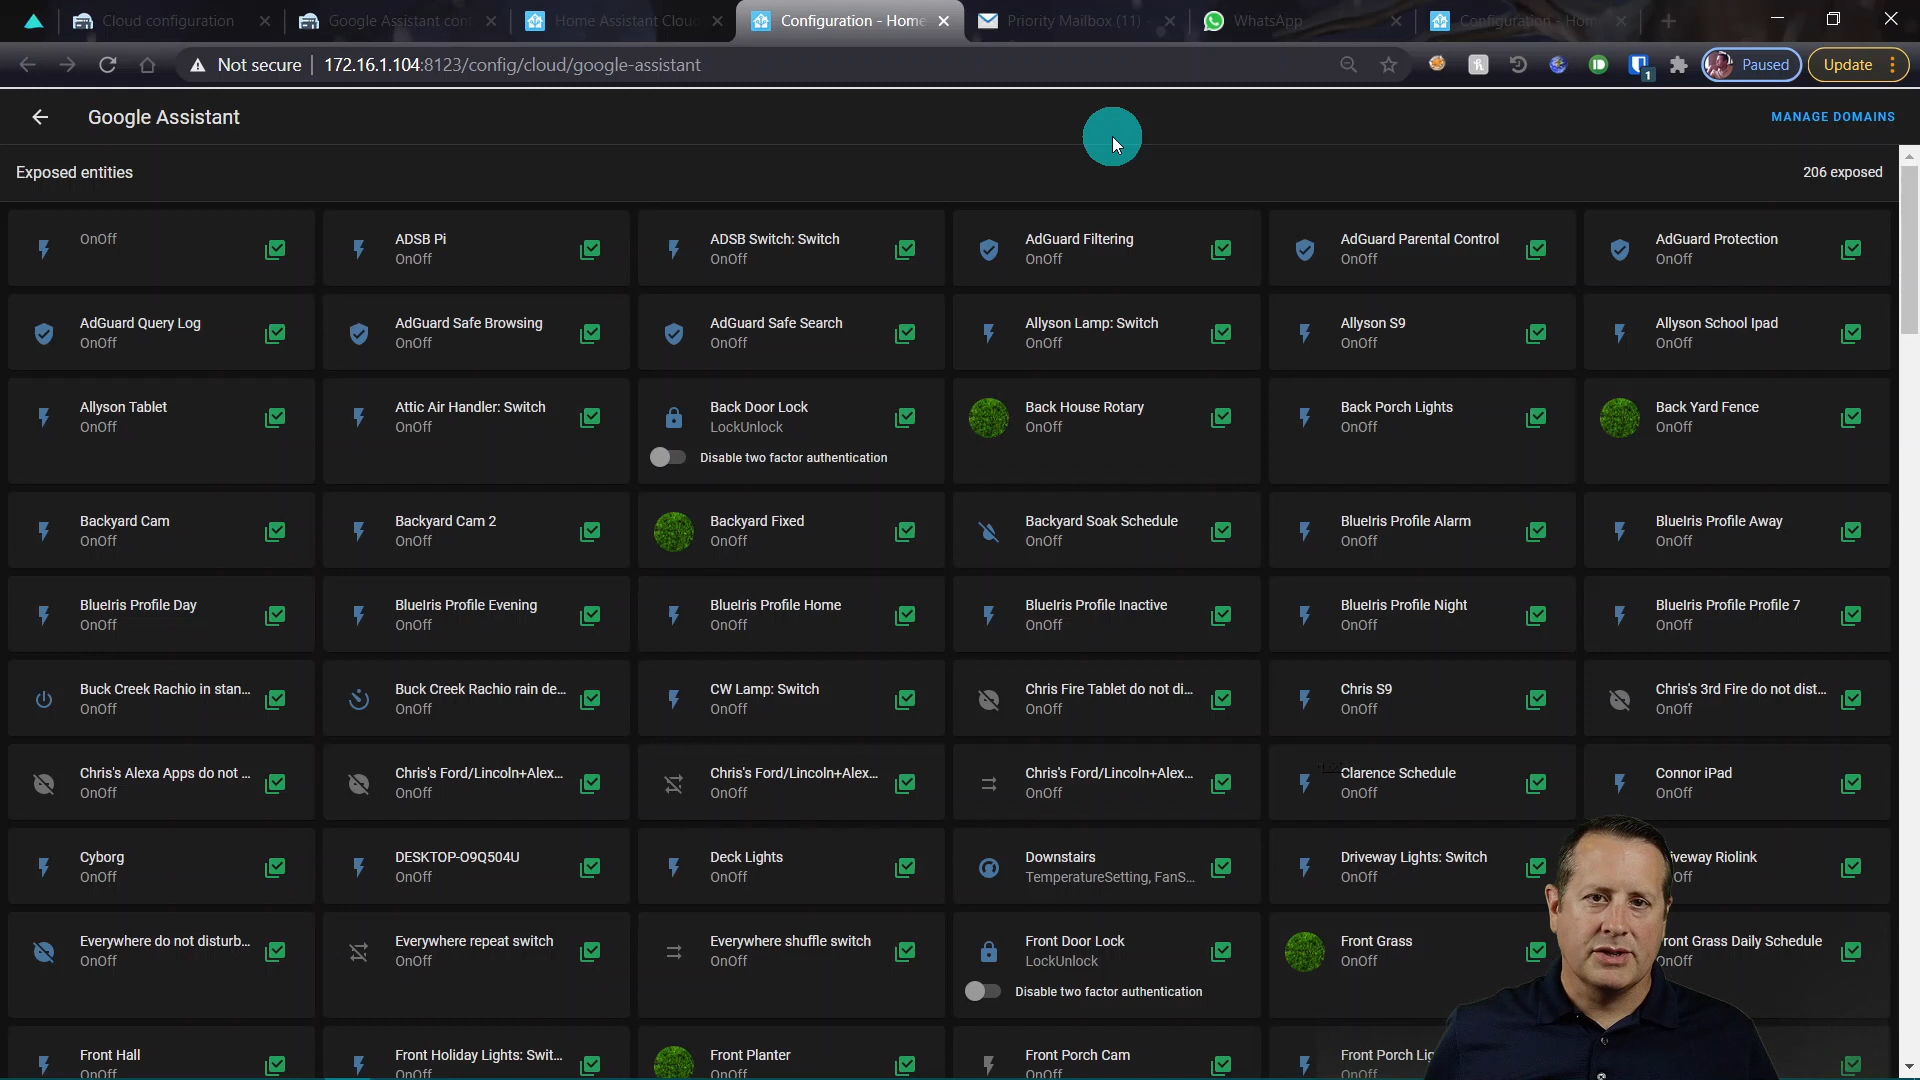 Cloud configuration
Google Assistant con
Home Assistant Cloud
Configuration - Home
Priority Mailbox (11) -
WhatsApp
Configuration - Hom
Not secure
172.16.1.104:8123/config/cloud/google-assistant
1
Paused
Update
Google Assistant
MANAGE DOMAINS
Exposed entities
206 exposed
OnOff
ADSB Pi
OnOff
ADSB Switch: Switch
OnOff
AdGuard Filtering
OnOff
AdGuard Parental Control
OnOff
AdGuard Protection
OnOff
AdGuard Query Log
OnOff
AdGuard Safe Browsing
OnOff
AdGuard Safe Search
OnOff
Allyson Lamp: Switch
OnOff
Allyson S9
OnOff
Allyson School Ipad
OnOff
Allyson Tablet
OnOff
Attic Air Handler: Switch
OnOff
Back Door Lock
LockUnlock
Disable two factor authentication
Back House Rotary
OnOff
Back Porch Lights
OnOff
Back Yard Fence
OnOff
Backyard Cam
OnOff
Backyard Cam 2
OnOff
Backyard Fixed
OnOff
Backyard Soak Schedule
OnOff
BlueIris Profile Alarm
OnOff
BlueIris Profile Away
OnOff
BlueIris Profile Day
OnOff
BlueIris Profile Evening
OnOff
BlueIris Profile Home
OnOff
BlueIris Profile Inactive
OnOff
BlueIris Profile Night
OnOff
BlueIris Profile Profile 7
OnOff
Buck Creek Rachio in stan...
OnOff
Buck Creek Rachio rain de...
OnOff
CW Lamp: Switch
OnOff
Chris Fire Tablet do not di...
OnOff
Chris S9
OnOff
Chris's 3rd Fire do not dist...
OnOff
Chris's Alexa Apps do not ...
OnOff
Chris's Ford/Lincoln+Alex...
OnOff
Chris's Ford/Lincoln+Alex...
OnOff
Chris's Ford/Lincoln+Alex...
OnOff
Clarence Schedule
OnOff
Connor iPad
OnOff
Cyborg
OnOff
DESKTOP-O9Q504U
OnOff
Deck Lights
OnOff
Downstairs
TemperatureSetting, FanS...
Driveway Lights: Switch
OnOff
iveway Riolink
Off
Everywhere do not disturb...
OnOff
Everywhere repeat switch
OnOff
Everywhere shuffle switch
OnOff
Front Door Lock
LockUnlock
Disable two factor authentication
Front Grass
OnOff
Front Grass Daily Schedule
OnOff
Front Hall
OnOff
Front Holiday Lights: Swit...
OnOff
Front Planter
OnOff
Front Porch Cam
OnOff
Front Porch Lig
OnOff